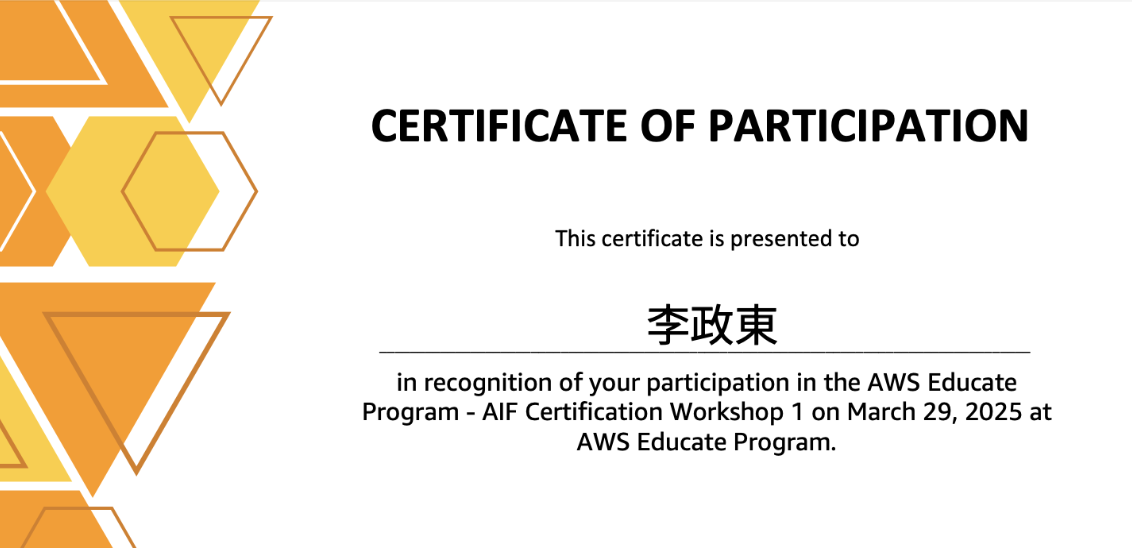 CERTIFICATE OF PARTICIPATION
This certificate is presented to
李政東
in recognition of your participation in the AWS Educate
Program - AIF Certification Workshop 1 on March 29, 2025 at
AWS Educate Program.